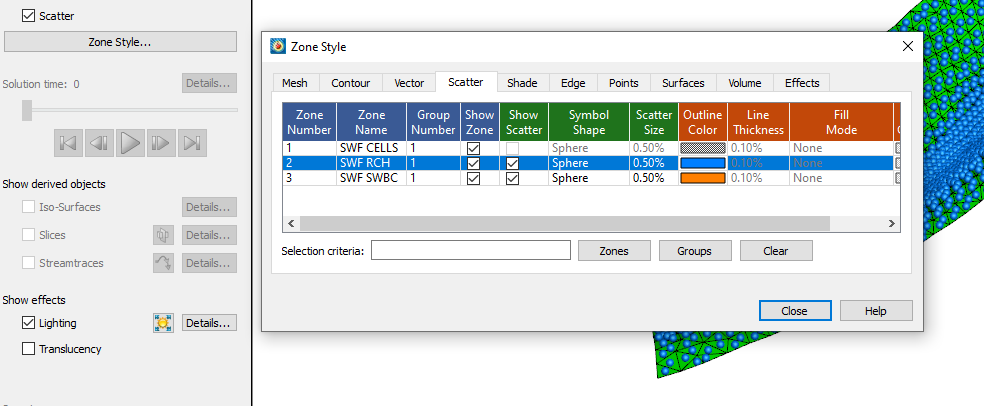 Scatter
Zone Style...
Solution time: 0 Details...
Show derived objects
Iso-Surfaces Details...
Slices Details...
Streamtraces Details...
Show effects
Lighting Details...
Translucency
Zone Style
Mesh Contour Vector Scatter Shade Edge Points Surfaces Volume Effects
Zone Zone Group Show Show Symbol Scatter Outline Line Fill
Number Name Number Zone Scatter Shape Size Color Thickness Mode
1 SWF CELLS 1 Sphere 0.50% 0.10% None
2 SWF RCH 1 Sphere 0.50% 0.10% None
3 SWF SWBC 1 Sphere 0.50% 0.10% None
Selection criteria: Zones Groups Clear
Close Help